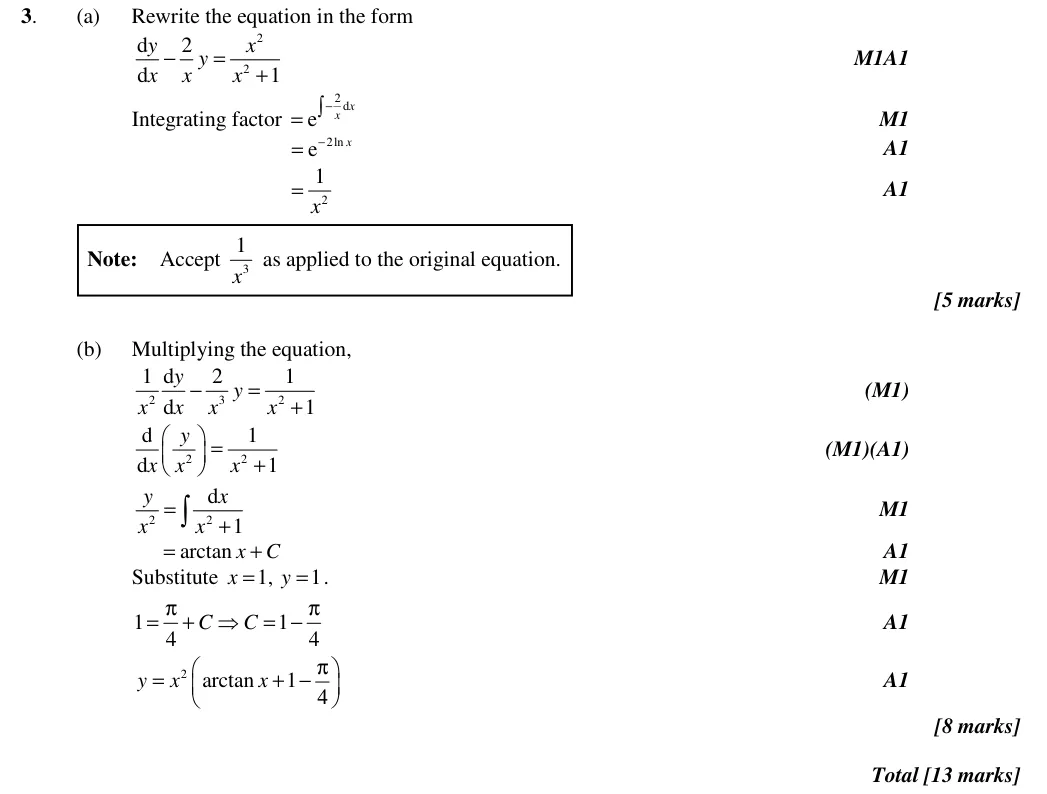 3. (a) Rewrite the equation in the form
dy/dx − 2/x y = x²/(x² + 1) M1A1
Integrating factor = e^(∫−2/x dx) M1
= e^(−2 ln x) A1
= 1/x² A1
Note: Accept 1/x³ as applied to the original equation.
[5 marks]
(b) Multiplying the equation,
1/x² dy/dx − 2/x³ y = 1/(x² + 1) (M1)
d/dx (y/x²) = 1/(x² + 1) (M1)(A1)
y/x² = ∫ dx/(x² + 1) M1
= arctan x + C A1
Substitute x = 1, y = 1. M1
1 = π/4 + C ⇒ C = 1 − π/4 A1
y = x² (arctan x + 1 − π/4) A1
[8 marks]
Total [13 marks]